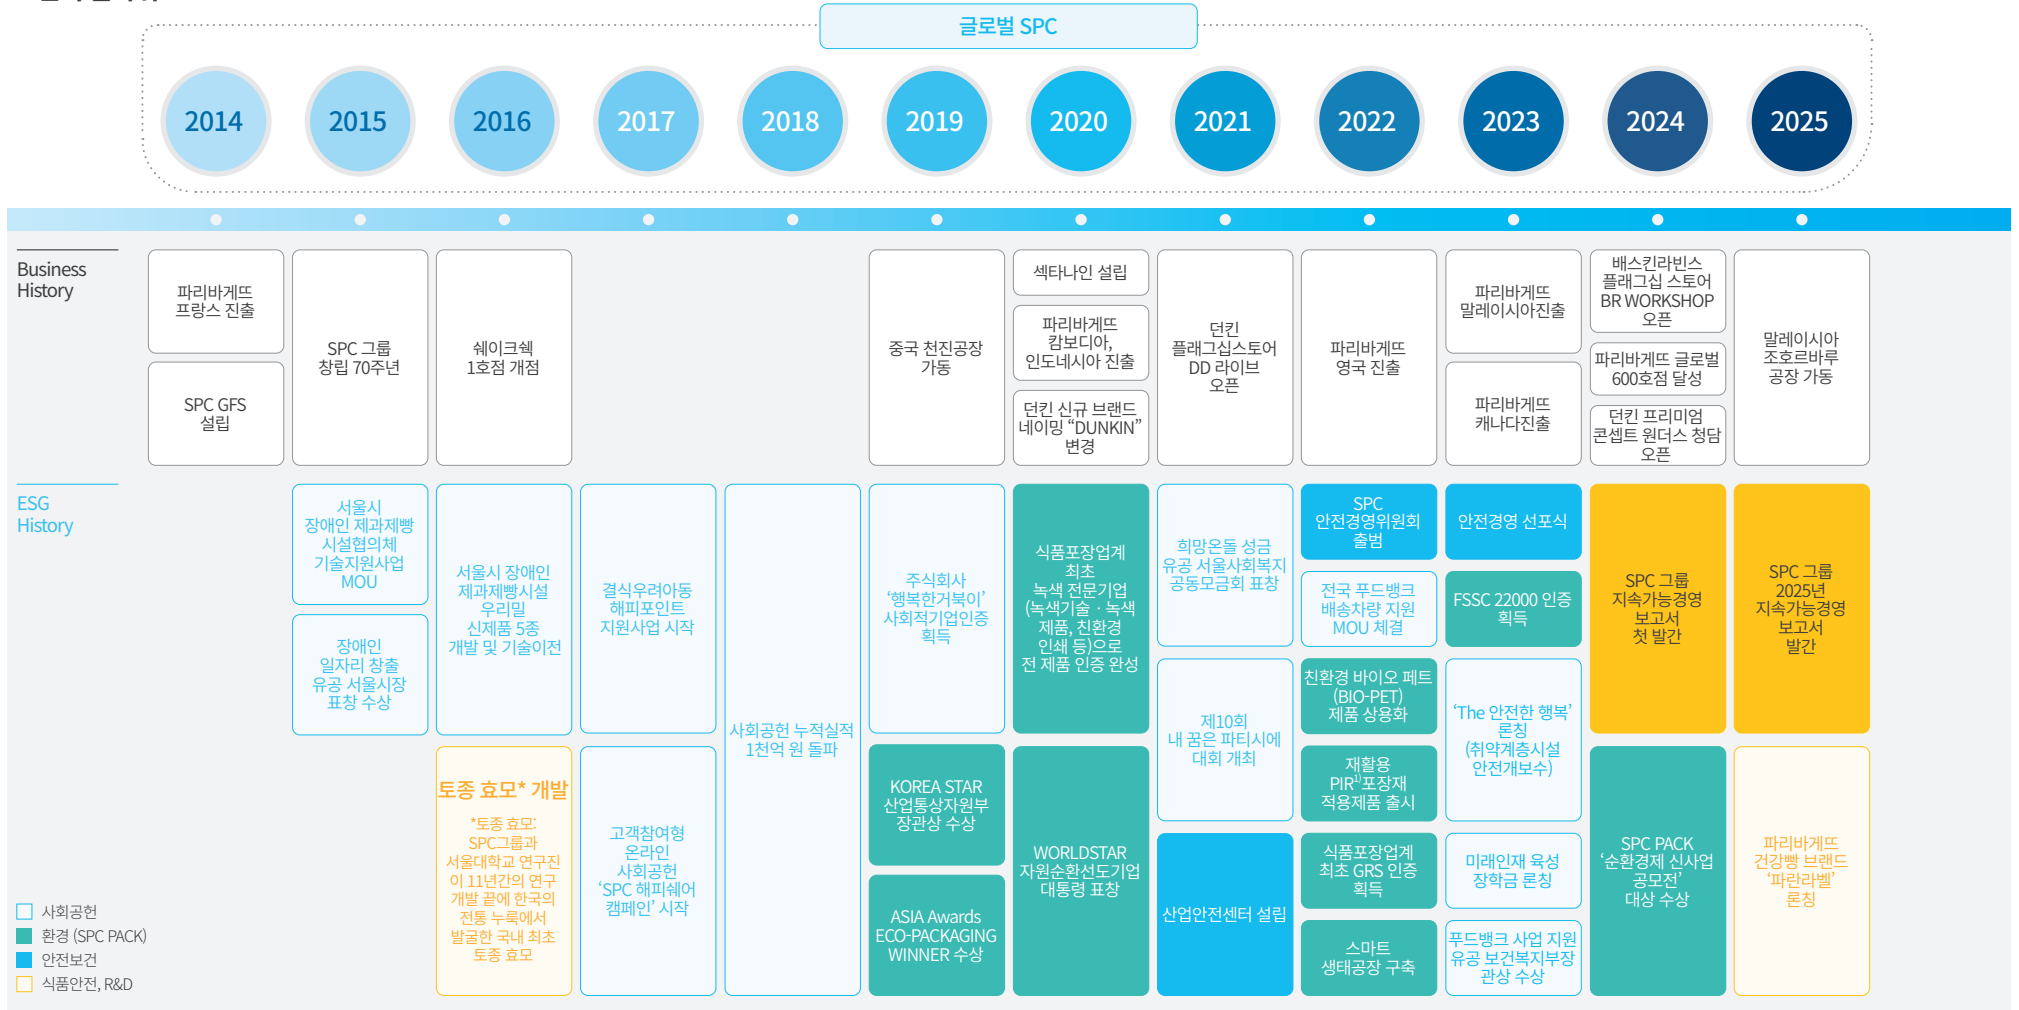 글로벌 SPC
2014
2015
2016
2017
2018
2019
2020
2021
2022
2023
2024
2025
Business
History
파리바게뜨
프랑스 진출
SPC GFS
설립
SPC 그룹
창립 70주년
쉐이크쉑
1호점 개점
중국 천진공장
가동
섹타나인 설립
파리바게뜨
캄보디아,
인도네시아 진출
던킨 신규 브랜드
네이밍 “DUNKIN”
변경
던킨
플래그십스토어
DD 라이브
오픈
파리바게뜨
영국 진출
파리바게뜨
말레이시아진출
파리바게뜨
캐나다진출
배스킨라빈스
플래그십 스토어
BR WORKSHOP
오픈
파리바게뜨 글로벌
600호점 달성
던킨 프리미엄
콘셉트 원더스 청담
오픈
말레이시아
조호르바루
공장 가동
ESG
History
서울시
장애인 제과제빵
시설협의체
기술지원사업
MOU
장애인
일자리 창출
유공 서울시장
표창 수상
서울시 장애인
제과제빵시설
우리밀
신제품 5종
개발 및 기술이전
토종 효모* 개발
*토종 효모:
SPC그룹과
서울대학교 연구진
이 11년간의 연구
개발 끝에 한국의
전통 누룩에서
발굴한 국내 최초
토종 효모
결식우려아동
해피포인트
지원사업 시작
고객참여형
온라인
사회공헌
‘SPC 해피쉐어
캠페인’ 시작
사회공헌 누적실적
1천억 원 돌파
주식회사
‘행복한거북이’
사회적기업인증
획득
KOREA STAR
산업통상자원부
장관상 수상
ASIA Awards
ECO-PACKAGING
WINNER 수상
식품포장업계
최초
녹색 전문기업
(녹색기술 · 녹색
제품, 친환경
인쇄 등)으로
전 제품 인증 완성
WORLDSTAR
자원순환선도기업
대통령 표창
희망온돌 성금
유공 서울사회복지
공동모금회 표창
제10회
내 꿈은 파티시에
대회 개최
산업안전센터 설립
SPC
안전경영위원회
출범
전국 푸드뱅크
배송차량 지원
MOU 체결
친환경 바이오 페트
(BIO-PET)
제품 상용화
재활용
PIR¹⁾포장재
적용제품 출시
식품포장업계
최초 GRS 인증
획득
스마트
생태공장 구축
안전경영 선포식
FSSC 22000 인증
획득
‘The 안전한 행복’
론칭
(취약계층시설
안전개보수)
미래인재 육성
장학금 론칭
푸드뱅크 사업 지원
유공 보건복지부장
관상 수상
SPC 그룹
지속가능경영
보고서
첫 발간
SPC PACK
‘순환경제 신사업
공모전’
대상 수상
SPC 그룹
2025년
지속가능경영
보고서
발간
파리바게뜨
건강빵 브랜드
‘파란라벨’
론칭
사회공헌
환경 (SPC PACK)
안전보건
식품안전, R&D